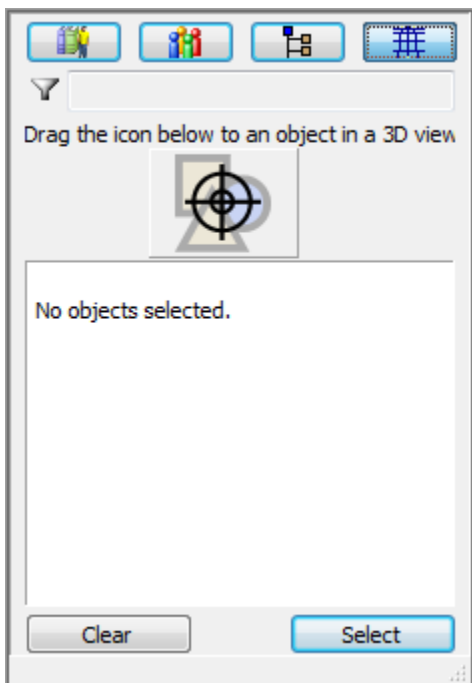 Drag the icon below to an object in a 3D view
No objects selected.
Clear
Select